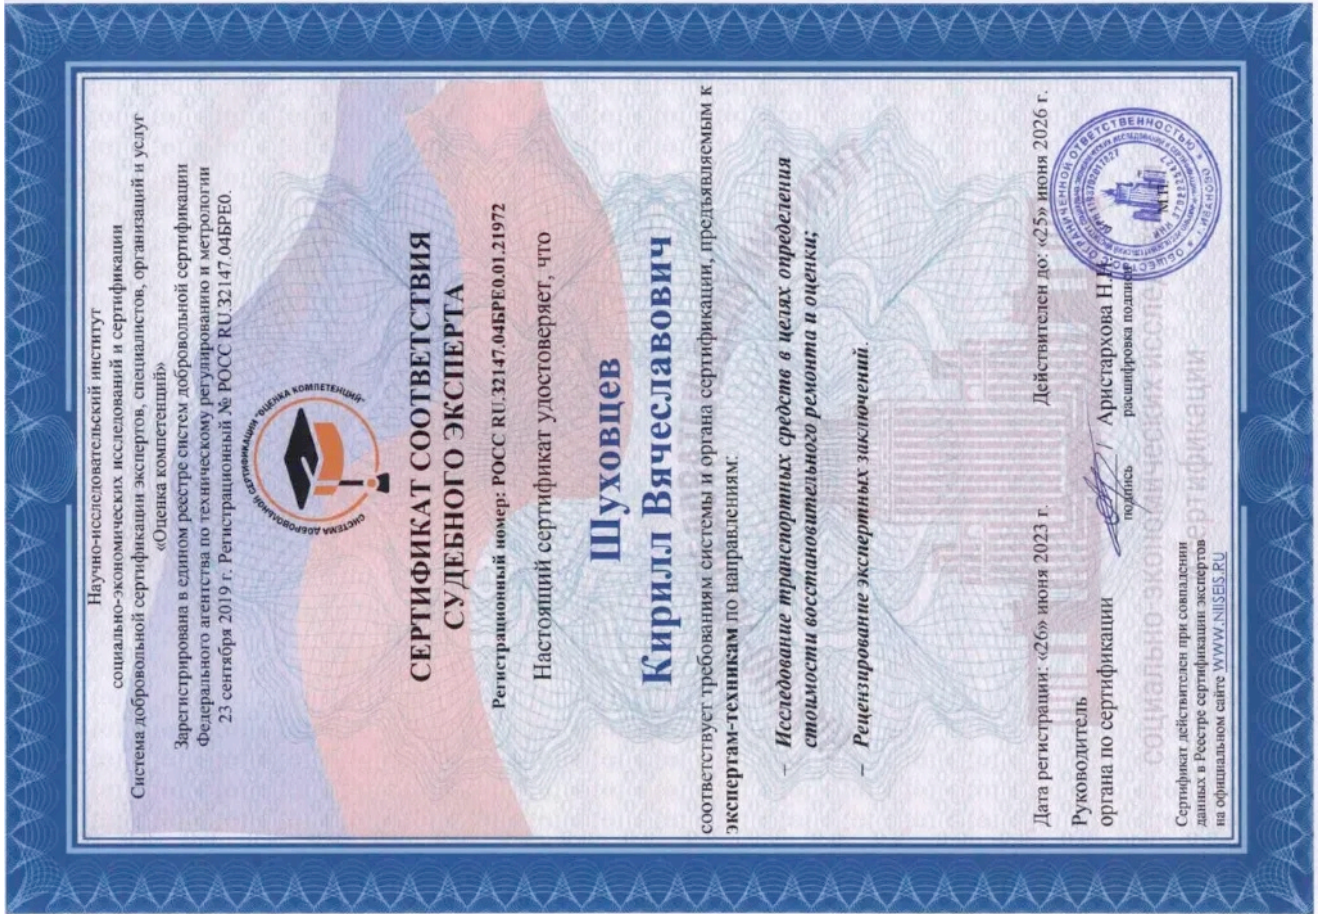 Научно-исследовательский институт
социально-экономических исследований и сертификации
Система добровольной сертификации экспертов, специалистов, организаций и услуг
«Оценка компетенций»
Зарегистрирована в едином реестре систем добровольной сертификации
Федерального агентства по техническому регулированию и метрологии
23 сентября 2019 г. Регистрационный № РОСС RU.32147.04БРЕ0.
СИСТЕМА ДОБРОВОЛЬНОЙ СЕРТИФИКАЦИИ "ОЦЕНКА КОМПЕТЕНЦИЙ"
СЕРТИФИКАТ СООТВЕТСТВИЯ
СУДЕБНОГО ЭКСПЕРТА
Регистрационный номер: РОСС RU.32147.04БРЕ0.01.21972
Настоящий сертификат удостоверяет, что
Шуховцев
Кирилл Вячеславович
соответствует требованиям системы и органа сертификации, предъявляемым к
экспертам-техникам по направлениям:
– Исследование транспортных средств в целях определения
стоимости восстановительного ремонта и оценки;
– Рецензирование экспертных заключений.
Дата регистрации: «26» июня 2023 г. Действителен до: «25» июня 2026 г.
Руководитель
органа по сертификации / Аристархова Н.
подпись расшифровка подписи
М.П.
Сертификат действителен при совпадении
данных в Реестре сертификации экспертов
на официальном сайте WWW.NIISEIS.RU